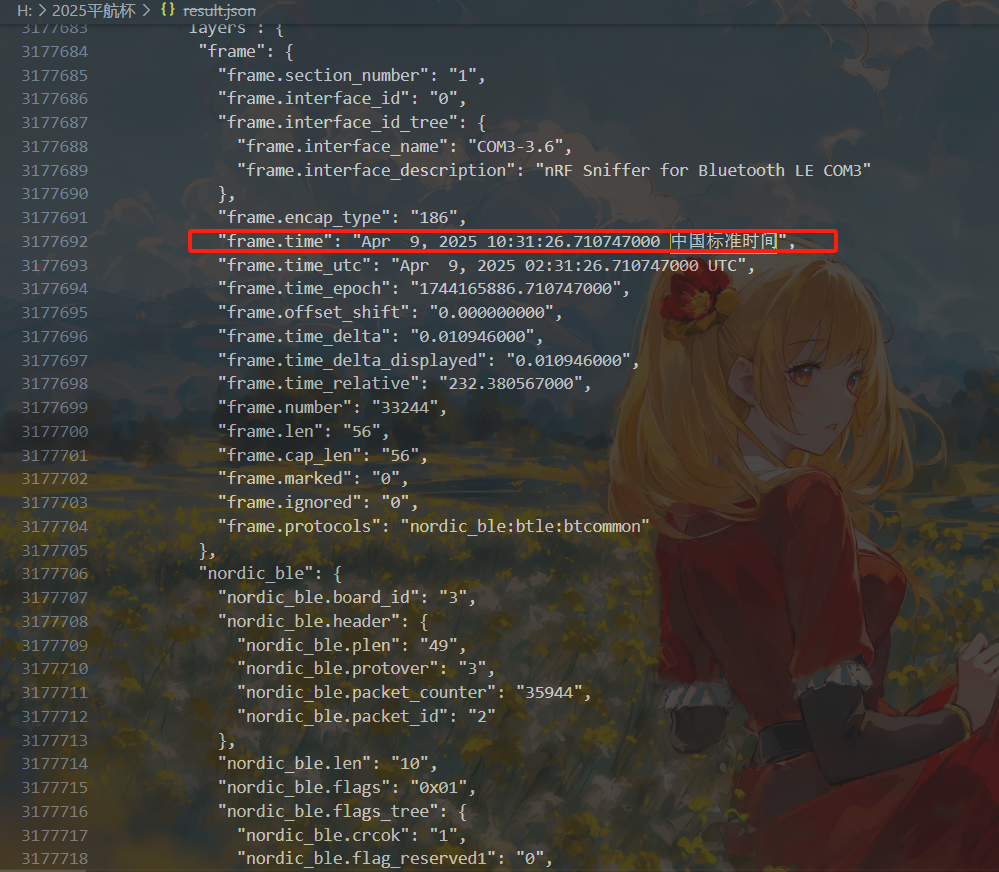 H: > 2025平航杯 > {} result.json
3177683 layers": {
3177684 "frame": {
3177685 "frame.section_number": "1",
3177686 "frame.interface_id": "0",
3177687 "frame.interface_id_tree": {
3177688 "frame.interface_name": "COM3-3.6",
3177689 "frame.interface_description": "nRF Sniffer for Bluetooth LE COM3"
3177690 },
3177691 "frame.encap_type": "186",
3177692 "frame.time": "Apr  9, 2025 10:31:26.710747000 中国标准时间",
3177693 "frame.time_utc": "Apr  9, 2025 02:31:26.710747000 UTC",
3177694 "frame.time_epoch": "1744165886.710747000",
3177695 "frame.offset_shift": "0.000000000",
3177696 "frame.time_delta": "0.010946000",
3177697 "frame.time_delta_displayed": "0.010946000",
3177698 "frame.time_relative": "232.380567000",
3177699 "frame.number": "33244",
3177700 "frame.len": "56",
3177701 "frame.cap_len": "56",
3177702 "frame.marked": "0",
3177703 "frame.ignored": "0",
3177704 "frame.protocols": "nordic_ble:btle:btcommon"
3177705 },
3177706 "nordic_ble": {
3177707 "nordic_ble.board_id": "3",
3177708 "nordic_ble.header": {
3177709 "nordic_ble.plen": "49",
3177710 "nordic_ble.protover": "3",
3177711 "nordic_ble.packet_counter": "35944",
3177712 "nordic_ble.packet_id": "2"
3177713 },
3177714 "nordic_ble.len": "10",
3177715 "nordic_ble.flags": "0x01",
3177716 "nordic_ble.flags_tree": {
3177717 "nordic_ble.crcok": "1",
3177718 "nordic_ble.flag_reserved1": "0",